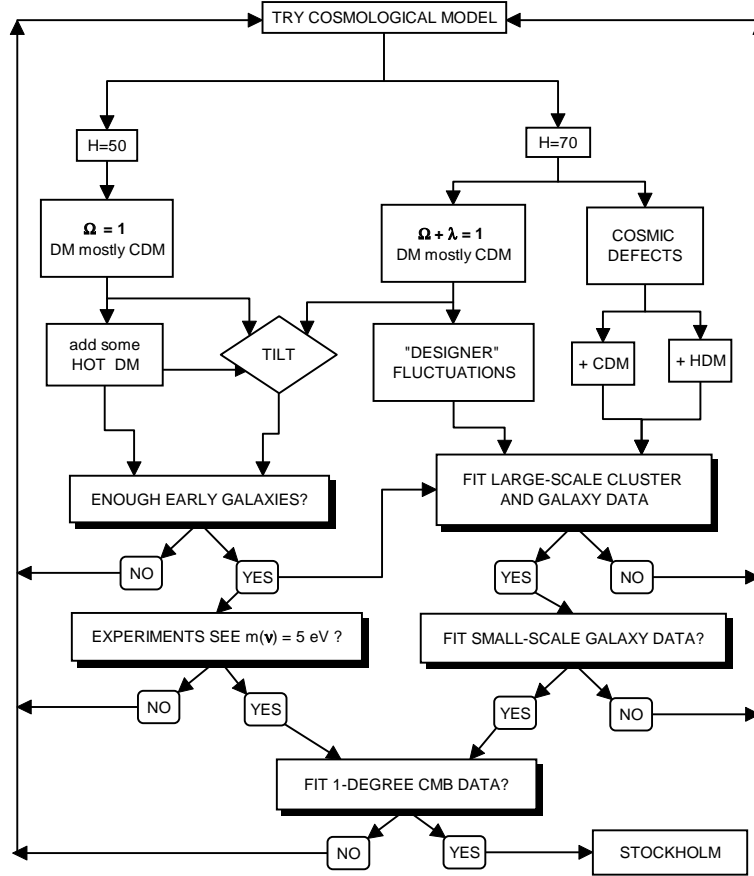 TRY COSMOLOGICAL MODEL
H=50
H=70
Ω = 1
DM mostly CDM
Ω + λ = 1
DM mostly CDM
COSMIC
DEFECTS
add some
HOT DM
TILT
"DESIGNER"
FLUCTUATIONS
+ CDM
+ HDM
ENOUGH EARLY GALAXIES?
FIT LARGE-SCALE CLUSTER
AND GALAXY DATA
NO
YES
YES
NO
EXPERIMENTS SEE m(ν) = 5 eV ?
FIT SMALL-SCALE GALAXY DATA?
NO
YES
YES
NO
FIT 1-DEGREE CMB DATA?
NO
YES
STOCKHOLM